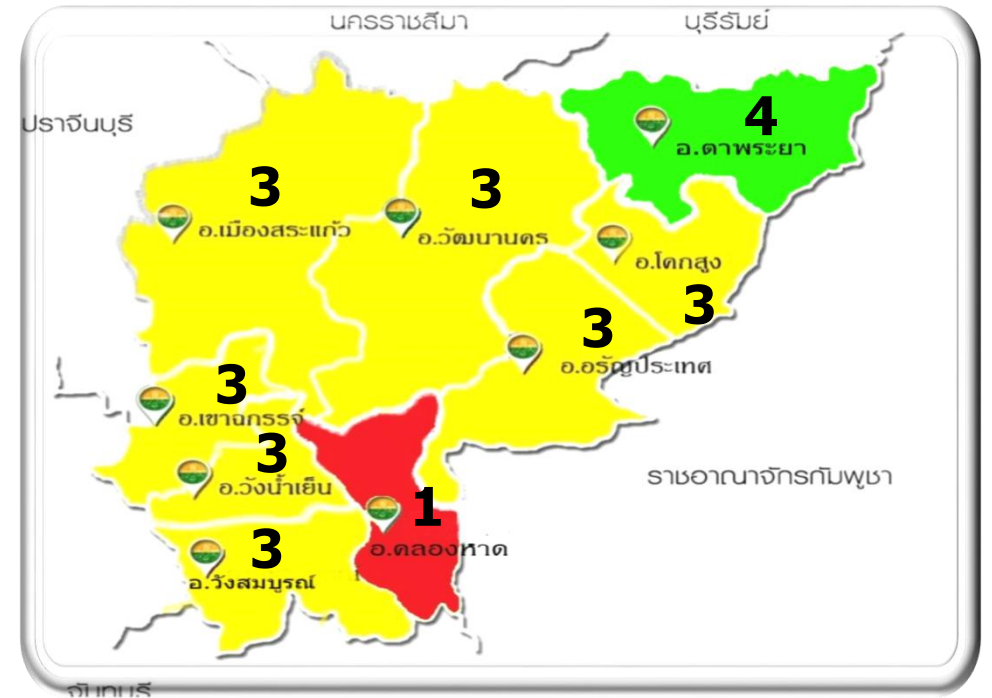 นครราชสีมา
บุรีรัมย์
ปราจีนบุรี
4
อ.ตาพระยา
3
3
อ.เมืองสระแก้ว
อ.วัฒนานคร
อ.โคกสูง
3
3
อ.อรัญประเทศ
3
อ.เขาฉกรรจ์
3
อ.วังน้ำเย็น
ราชอาณาจักรกัมพูชา
1
อ.คลองหาด
3
อ.วังสมบูรณ์
จันทบุรี